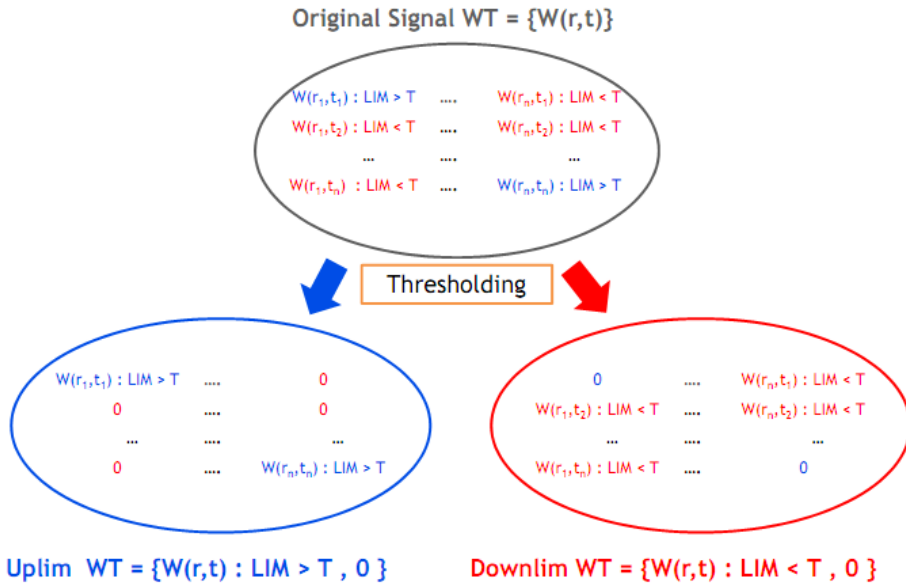 Original Signal WT = {W(r,t)}
W(r₁,t₁) : LIM > T .... W(rₙ,t₁) : LIM < T
W(r₁,t₂) : LIM < T .... W(rₙ,t₂) : LIM < T
... .... ...
W(r₁,tₙ) : LIM < T .... W(rₙ,tₙ) : LIM > T
Thresholding
W(r₁,t₁) : LIM > T .... 0
0 .... 0
... .... ...
0 .... W(rₙ,tₙ) : LIM > T
0 .... W(rₙ,t₁) : LIM < T
W(r₁,t₂) : LIM < T .... W(rₙ,t₂) : LIM < T
... .... ...
W(r₁,tₙ) : LIM < T .... 0
Uplim WT = {W(r,t) : LIM > T , 0 }
Downlim WT = {W(r,t) : LIM < T , 0 }